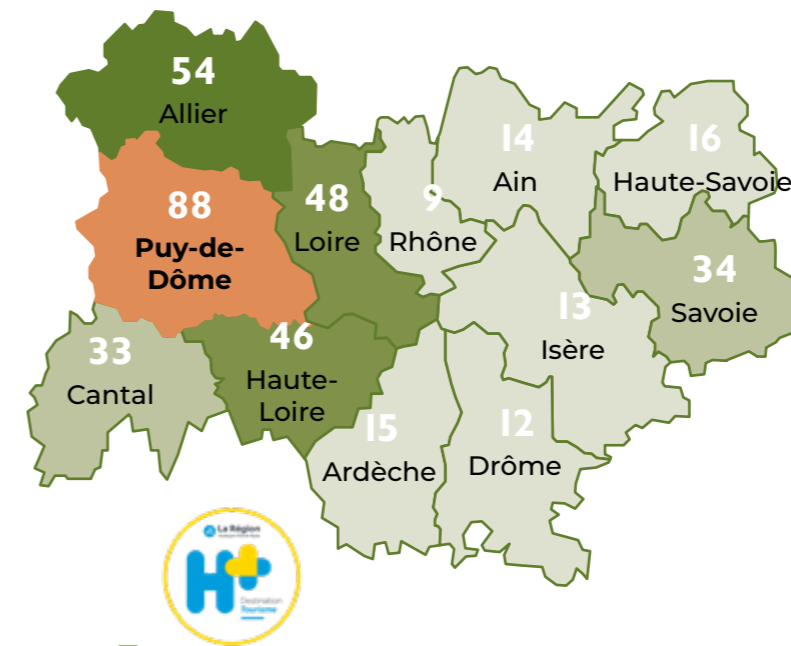 54
Allier
88
Puy-de-
Dôme
48
Loire
9
Rhône
14
Ain
16
Haute-Savoie
34
Savoie
13
Isère
33
Cantal
46
Haute-
Loire
15
Ardèche
12
Drôme
La Région
H+
Destination
Tourisme